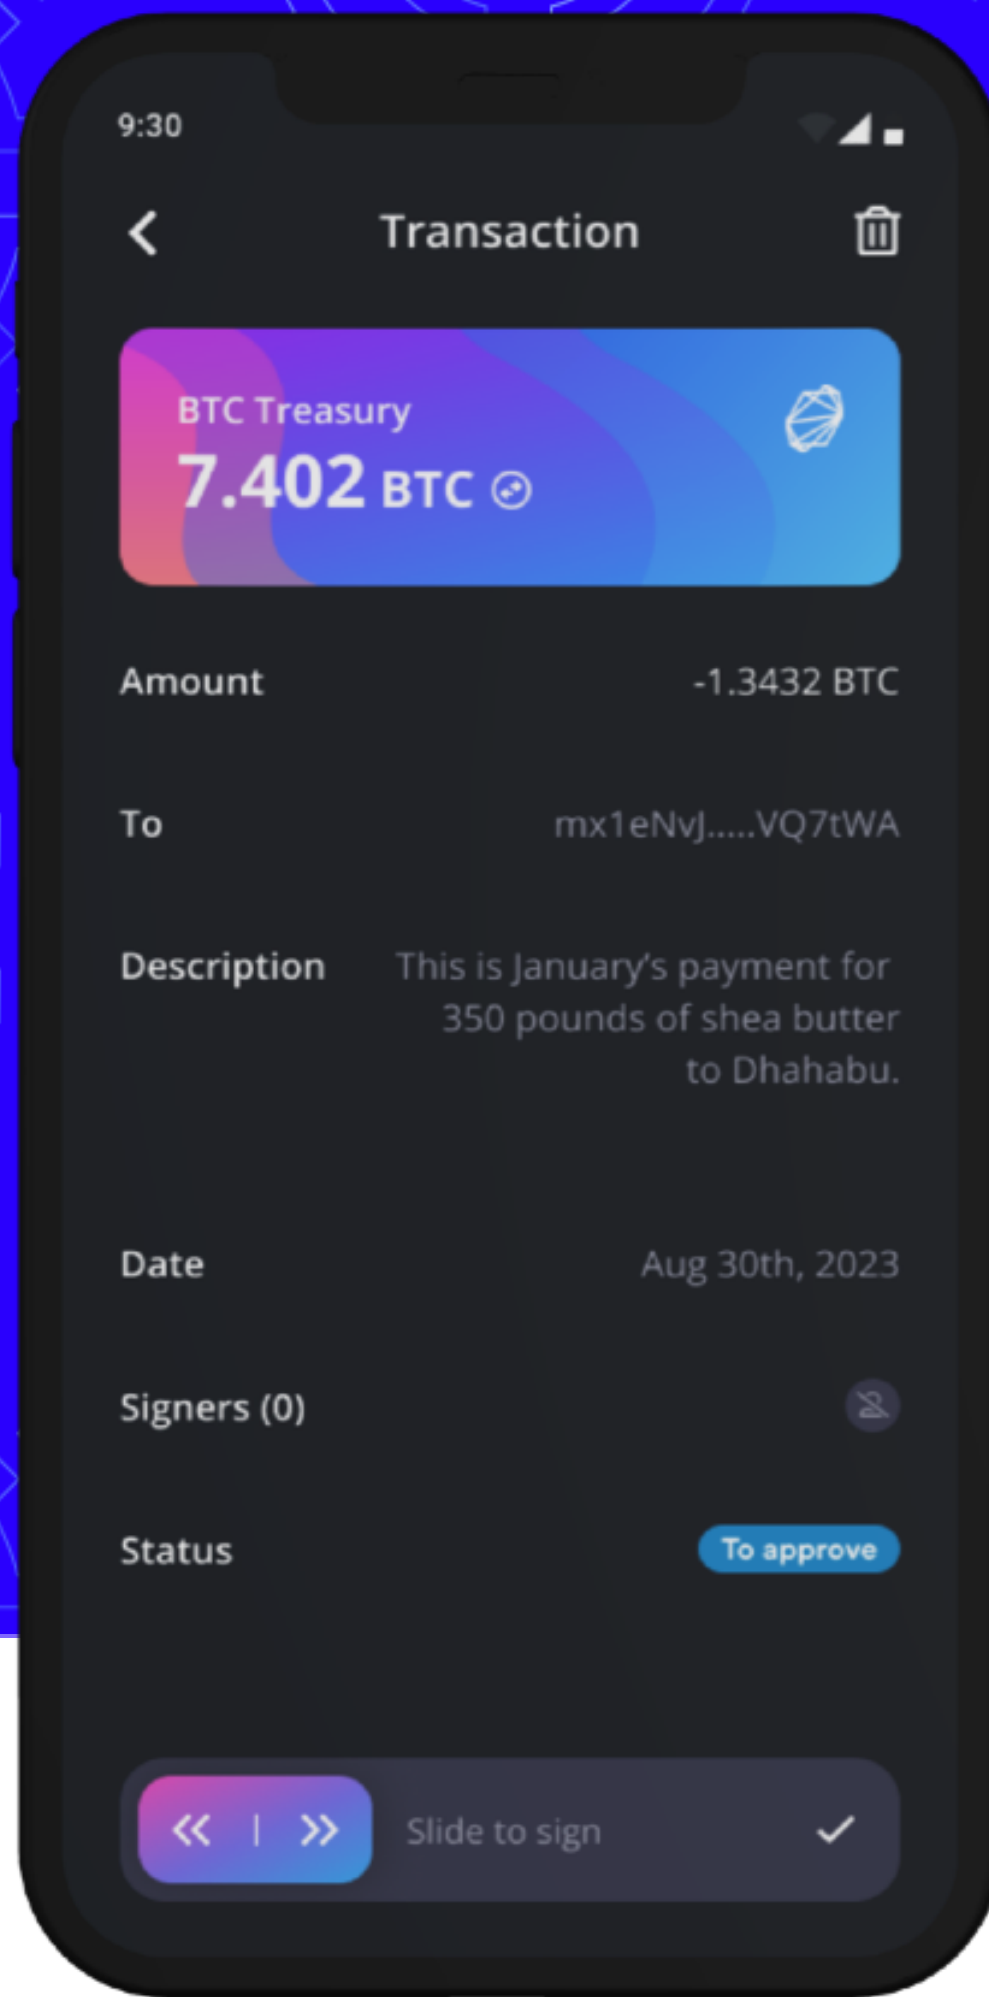 9:30
Transaction
BTC Treasury
7.402 BTC
Amount
-1.3432 BTC
To
mx1eNvJ.....VQ7tWA
Description
This is January's payment for
350 pounds of shea butter
to Dhahabu.
Date
Aug 30th, 2023
Signers (0)
Status
To approve
Slide to sign